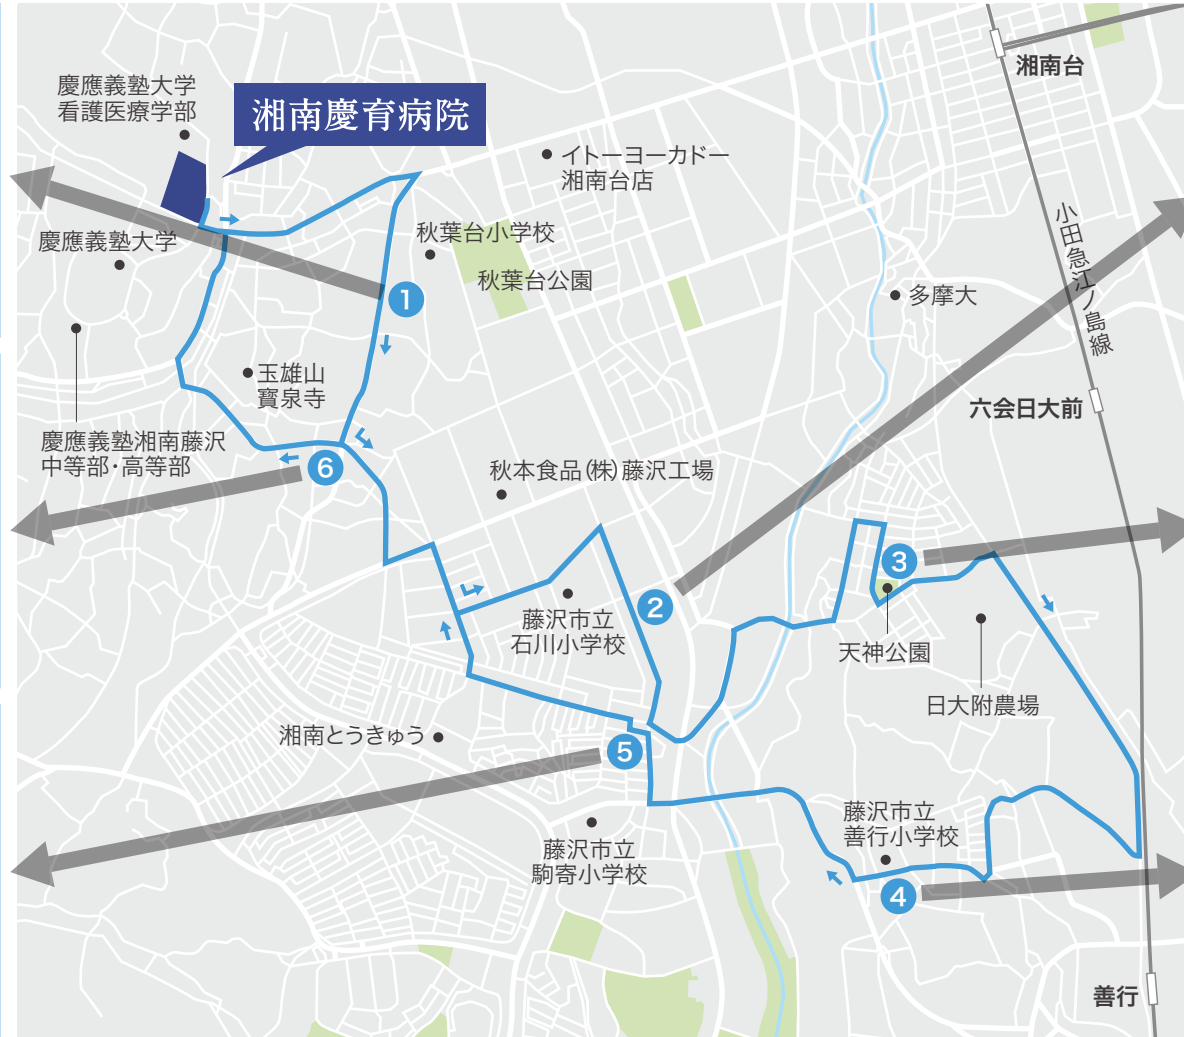 湘南台
慶應義塾大学
看護医療学部
湘南慶育病院
イトーヨーカドー
湘南台店
小田急江ノ島線
慶應義塾大学
秋葉台小学校
秋葉台公園
多摩大
1
玉雄山
寳泉寺
六会日大前
慶應義塾湘南藤沢
中等部・高等部
6
秋本食品(株)藤沢工場
3
2
藤沢市立
石川小学校
天神公園
日大附農場
湘南とうきゅう
5
藤沢市立
善行小学校
藤沢市立
駒寄小学校
4
善行